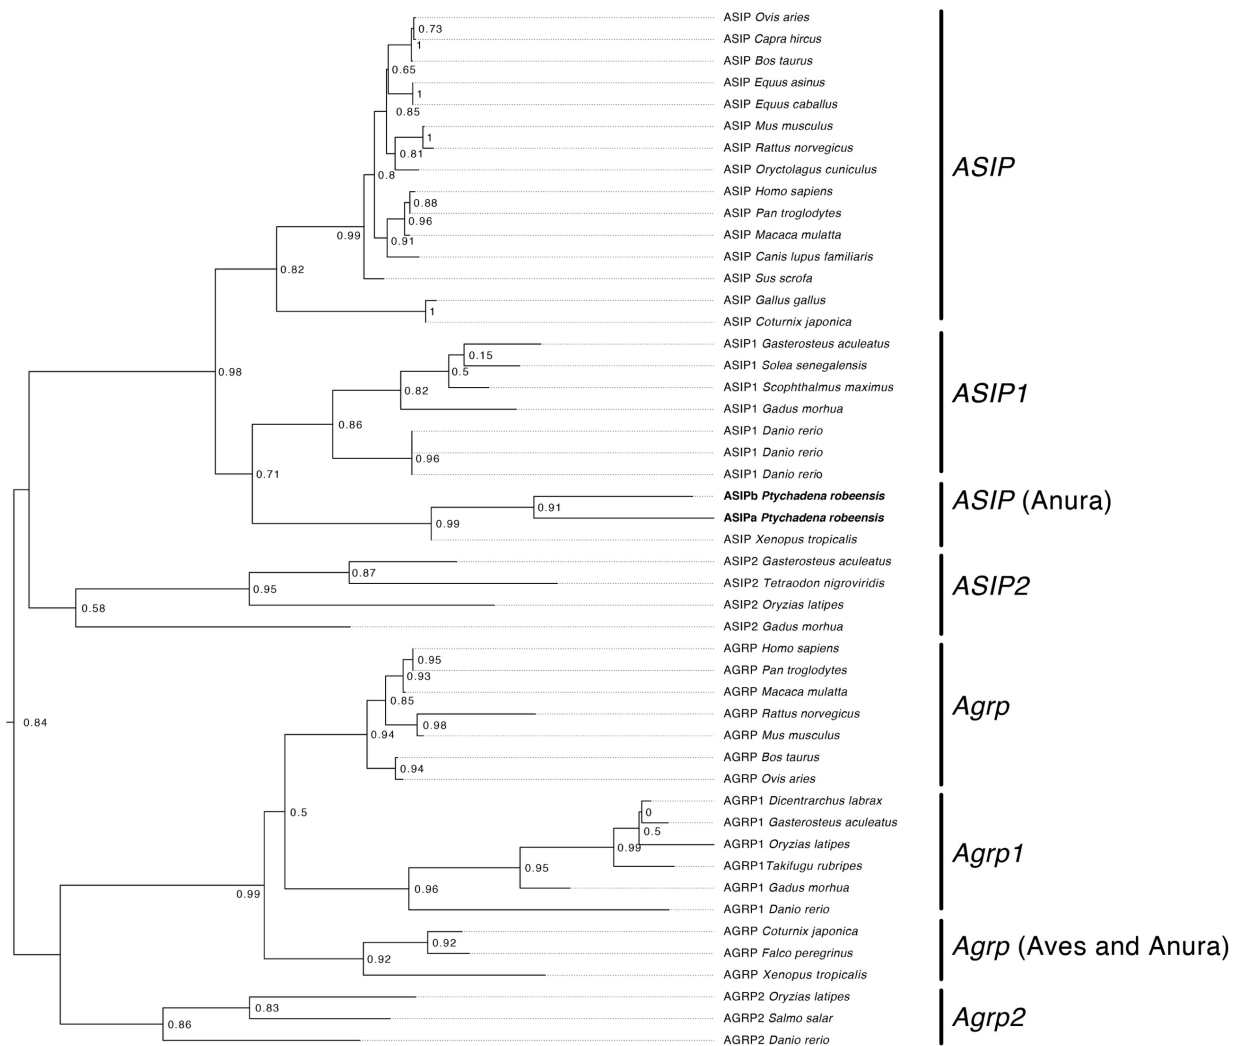 ASIP Ovis aries
0.73
ASIP Capra hircus
1
ASIP Bos taurus
0.65
ASIP Equus asinus
1
ASIP Equus caballus
0.85
ASIP Mus musculus
1
ASIP Rattus norvegicus
0.81
ASIP Oryctolagus cuniculus
ASIP
0.8
ASIP Homo sapiens
0.88
ASIP Pan troglodytes
0.96
ASIP Macaca mulatta
0.99
0.91
ASIP Canis lupus familiaris
0.82
ASIP Sus scrofa
ASIP Gallus gallus
1
ASIP Coturnix japonica
ASIP1 Gasterosteus aculeatus
0.15
ASIP1 Solea senegalensis
0.98
0.5
ASIP1 Scophthalmus maximus
0.82
ASIP1
ASIP1 Gadus morhua
0.86
ASIP1 Danio rerio
ASIP1 Danio rerio
0.96
ASIP1 Danio rerio
0.71
ASIPb Ptychadena robeensis
ASIP (Anura)
0.91
ASIPa Ptychadena robeensis
0.99
ASIP Xenopus tropicalis
ASIP2 Gasterosteus aculeatus
0.87
ASIP2 Tetraodon nigroviridis
ASIP2
0.95
ASIP2 Oryzias latipes
0.58
ASIP2 Gadus morhua
AGRP Homo sapiens
0.95
AGRP Pan troglodytes
0.93
AGRP Macaca mulatta
0.85
Agrp
AGRP Rattus norvegicus
0.84
0.98
AGRP Mus musculus
0.94
AGRP Bos taurus
0.94
AGRP Ovis aries
AGRP1 Dicentrarchus labrax
0.5
0
AGRP1 Gasterosteus aculeatus
0.5
AGRP1 Oryzias latipes
0.99
Agrp1
AGRP1 Takifugu rubripes
0.95
AGRP1 Gadus morhua
0.96
0.99
AGRP1 Danio rerio
AGRP Coturnix japonica
0.92
Agrp (Aves and Anura)
AGRP Falco peregrinus
0.92
AGRP Xenopus tropicalis
AGRP2 Oryzias latipes
0.83
AGRP2 Salmo salar
Agrp2
0.86
AGRP2 Danio rerio